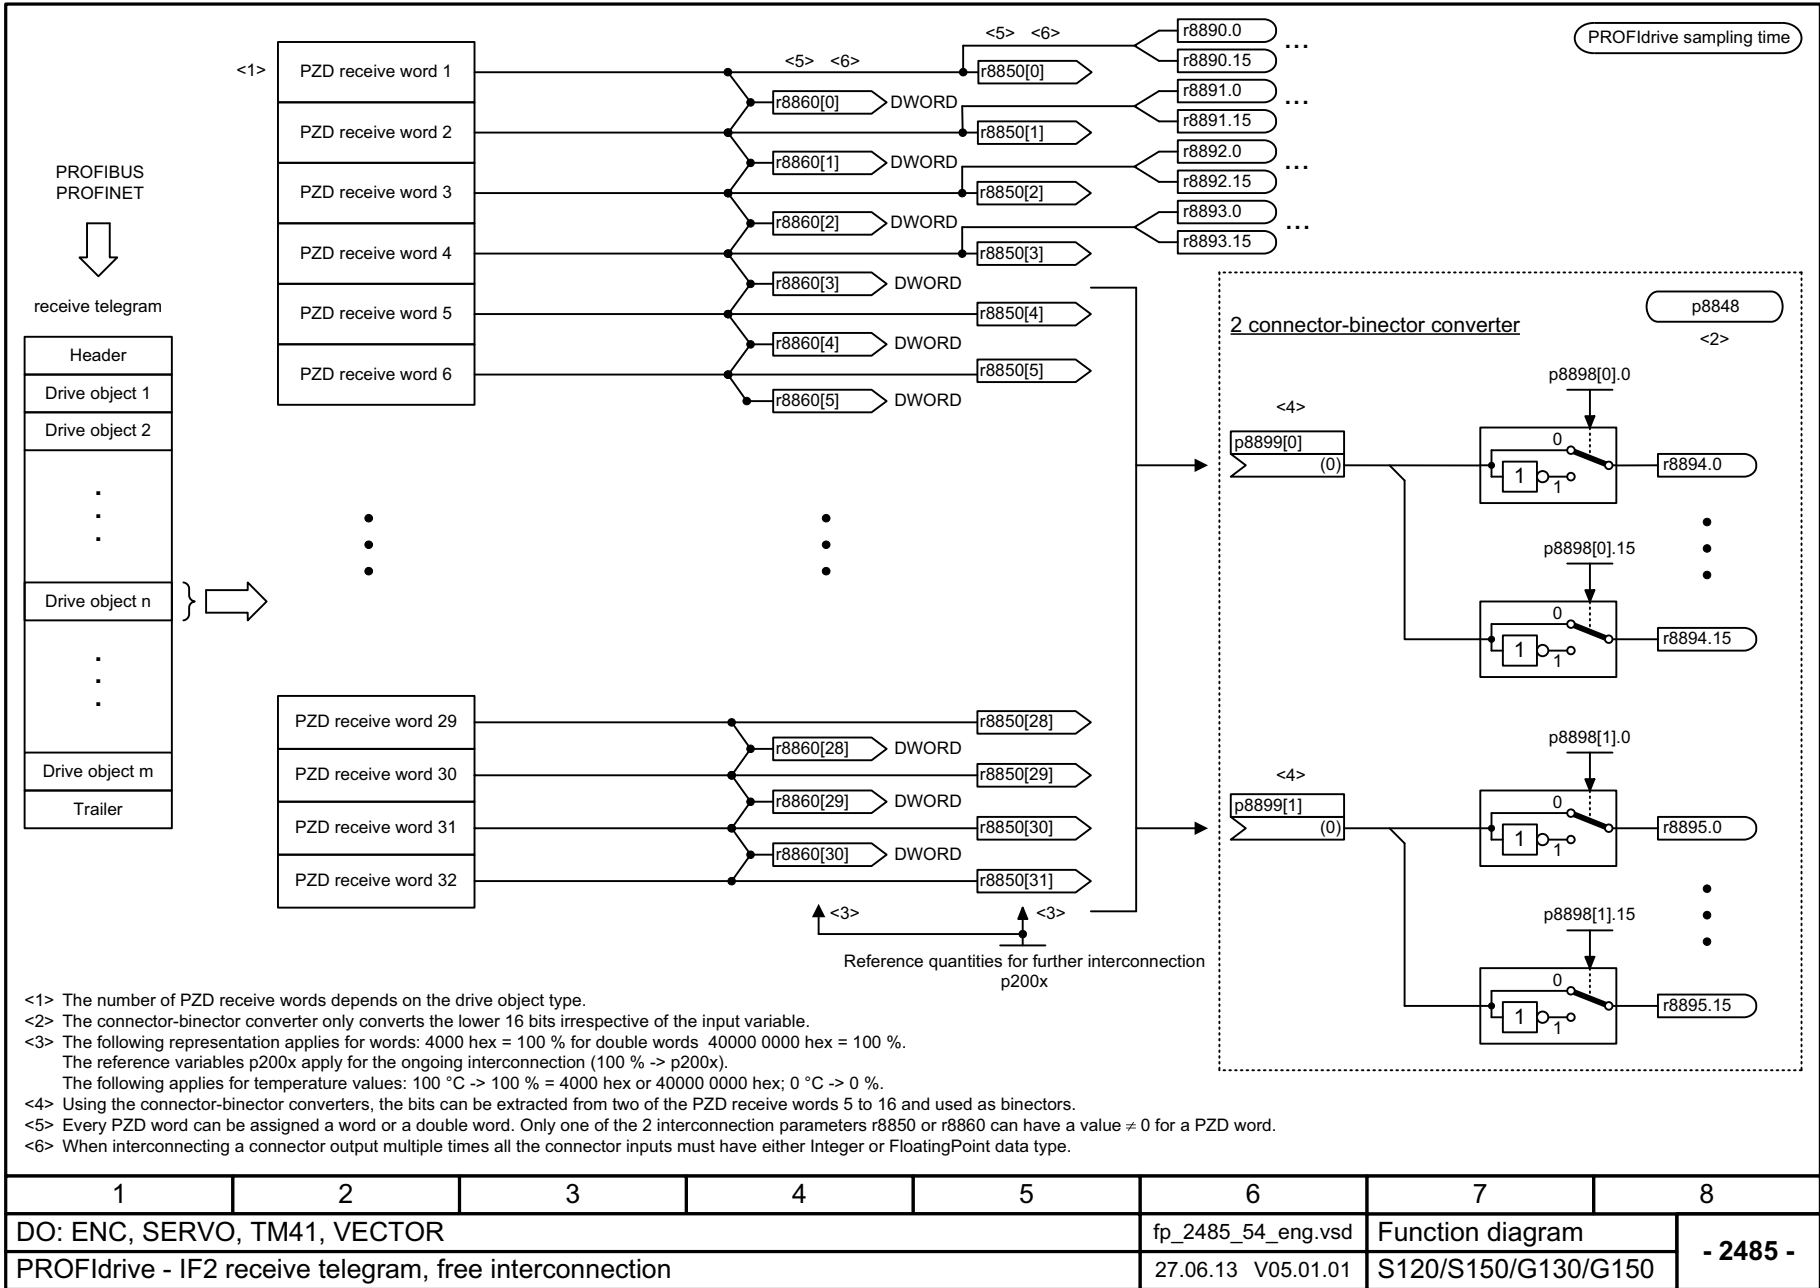 PROFIdrive sampling time
<1>
PZD receive word 1
PZD receive word 2
PZD receive word 3
PZD receive word 4
PZD receive word 5
PZD receive word 6
PROFIBUS
PROFINET
receive telegram
Header
Drive object 1
Drive object 2
Drive object n
Drive object m
Trailer
PZD receive word 29
PZD receive word 30
PZD receive word 31
PZD receive word 32
<5> <6>
r8860[0] DWORD
r8860[1] DWORD
r8860[2] DWORD
r8860[3] DWORD
r8860[4] DWORD
r8860[5] DWORD
r8860[28] DWORD
r8860[29] DWORD
r8860[30] DWORD
<5> <6>
r8850[0]
r8850[1]
r8850[2]
r8850[3]
r8850[4]
r8850[5]
r8850[28]
r8850[29]
r8850[30]
r8850[31]
<3>
<3>
Reference quantities for further interconnection
p200x
r8890.0
...
r8890.15
r8891.0
...
r8891.15
r8892.0
...
r8892.15
r8893.0
...
r8893.15
2 connector-binector converter
p8848
<2>
<4>
p8899[0]
(0)
p8898[0].0
0
1
1
r8894.0
p8898[0].15
0
1
1
r8894.15
<4>
p8899[1]
(0)
p8898[1].0
0
1
1
r8895.0
p8898[1].15
0
1
1
r8895.15
<1> The number of PZD receive words depends on the drive object type.
<2> The connector-binector converter only converts the lower 16 bits irrespective of the input variable.
<3> The following representation applies for words: 4000 hex = 100 % for double words 40000 0000 hex = 100 %.
The reference variables p200x apply for the ongoing interconnection (100 % -> p200x).
The following applies for temperature values: 100 °C -> 100 % = 4000 hex or 40000 0000 hex; 0 °C -> 0 %.
<4> Using the connector-binector converters, the bits can be extracted from two of the PZD receive words 5 to 16 and used as binectors.
<5> Every PZD word can be assigned a word or a double word. Only one of the 2 interconnection parameters r8850 or r8860 can have a value ≠ 0 for a PZD word.
<6> When interconnecting a connector output multiple times all the connector inputs must have either Integer or FloatingPoint data type.
1 2 3 4 5 6 7 8
DO: ENC, SERVO, TM41, VECTOR
fp_2485_54_eng.vsd
Function diagram
- 2485 -
PROFIdrive - IF2 receive telegram, free interconnection
27.06.13 V05.01.01
S120/S150/G130/G150